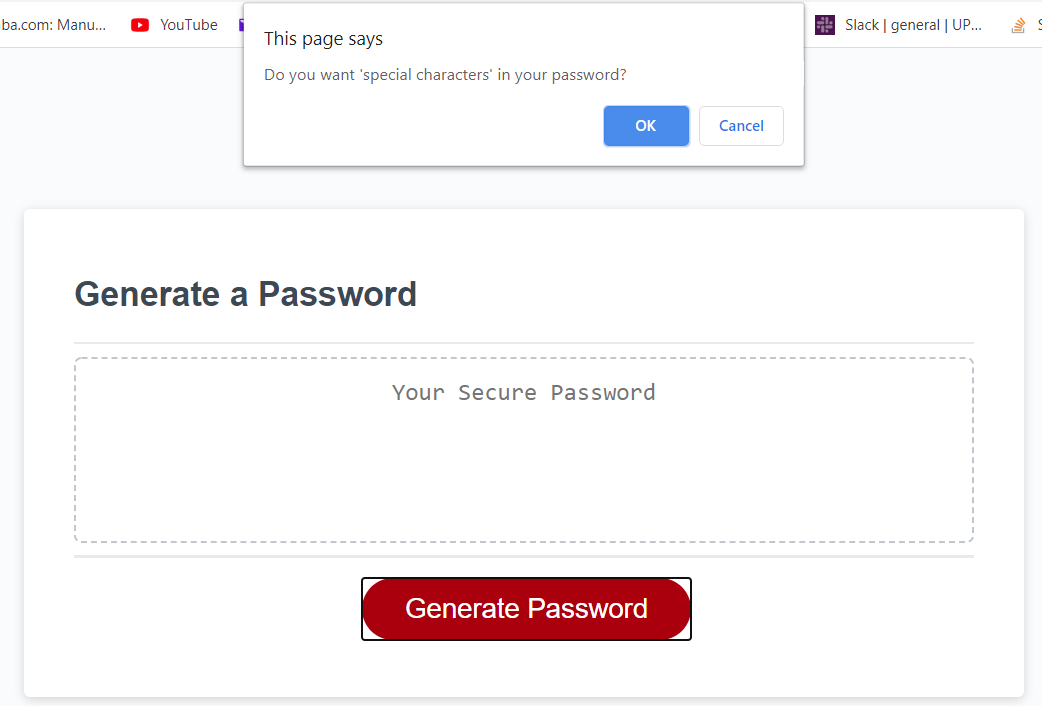 ba.com: Manu... YouTube Slack | general | UP...
This page says
Do you want 'special characters' in your password?
OK Cancel
Generate a Password
Your Secure Password
Generate Password